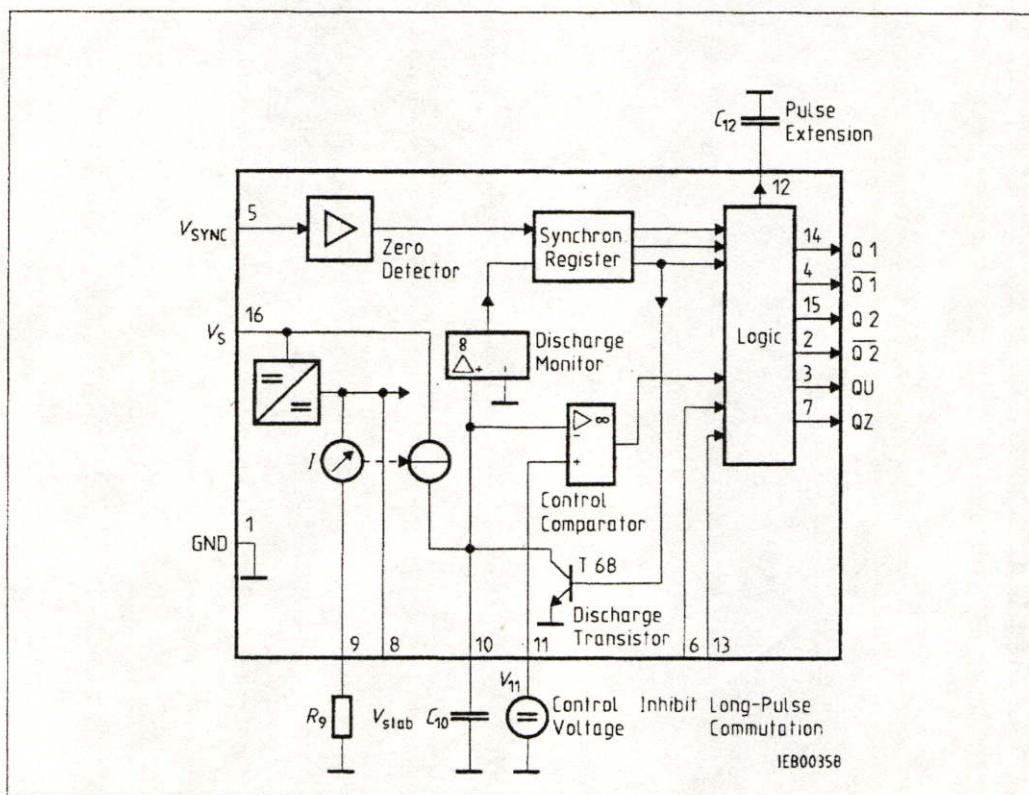 C12 Pulse
Extension
12
5
VSYNC
Zero
Detector
Synchron.
Register
14 Q1
4 Q1
15 Q2
2 Q2
3 QU
7 QZ
Logic
16
VS
8
+ -
Discharge
Monitor
∞
-
+
I
Control
Comparator
1
GND
T 68
Discharge
Transistor
9 8 10 11 6 13
V11
R9 Vstab C10 Control Inhibit Long-Pulse
Voltage Commutation
IEB00358